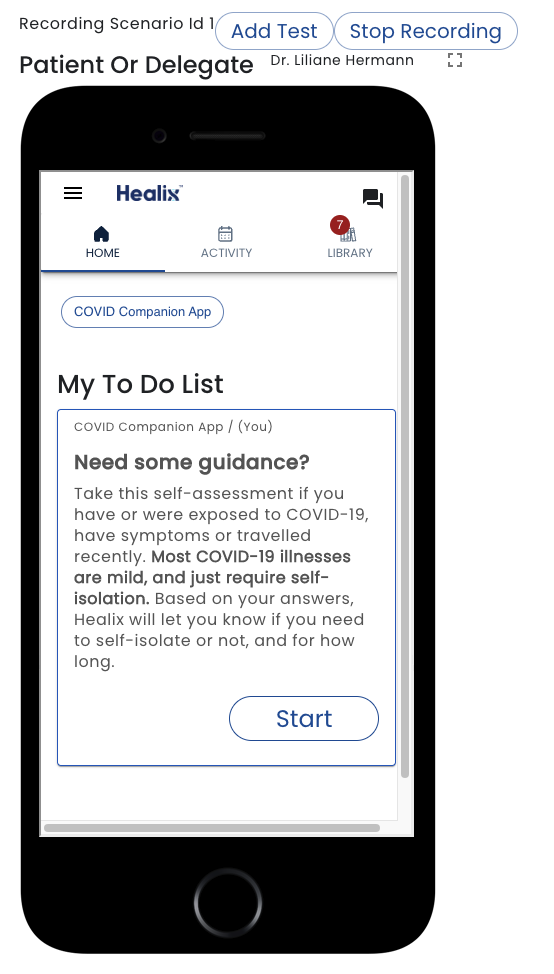 Recording Scenario Id 1
Add Test
Stop Recording
Patient Or Delegate
Dr. Liliane Hermann
Healix™
HOME
ACTIVITY
7
LIBRARY
COVID Companion App
My To Do List
COVID Companion App / (You)
Need some guidance?
Take this self-assessment if you
have or were exposed to COVID-19,
have symptoms or travelled
recently. Most COVID-19 illnesses
are mild, and just require self-
isolation. Based on your answers,
Healix will let you know if you need
to self-isolate or not, and for how
long.
Start